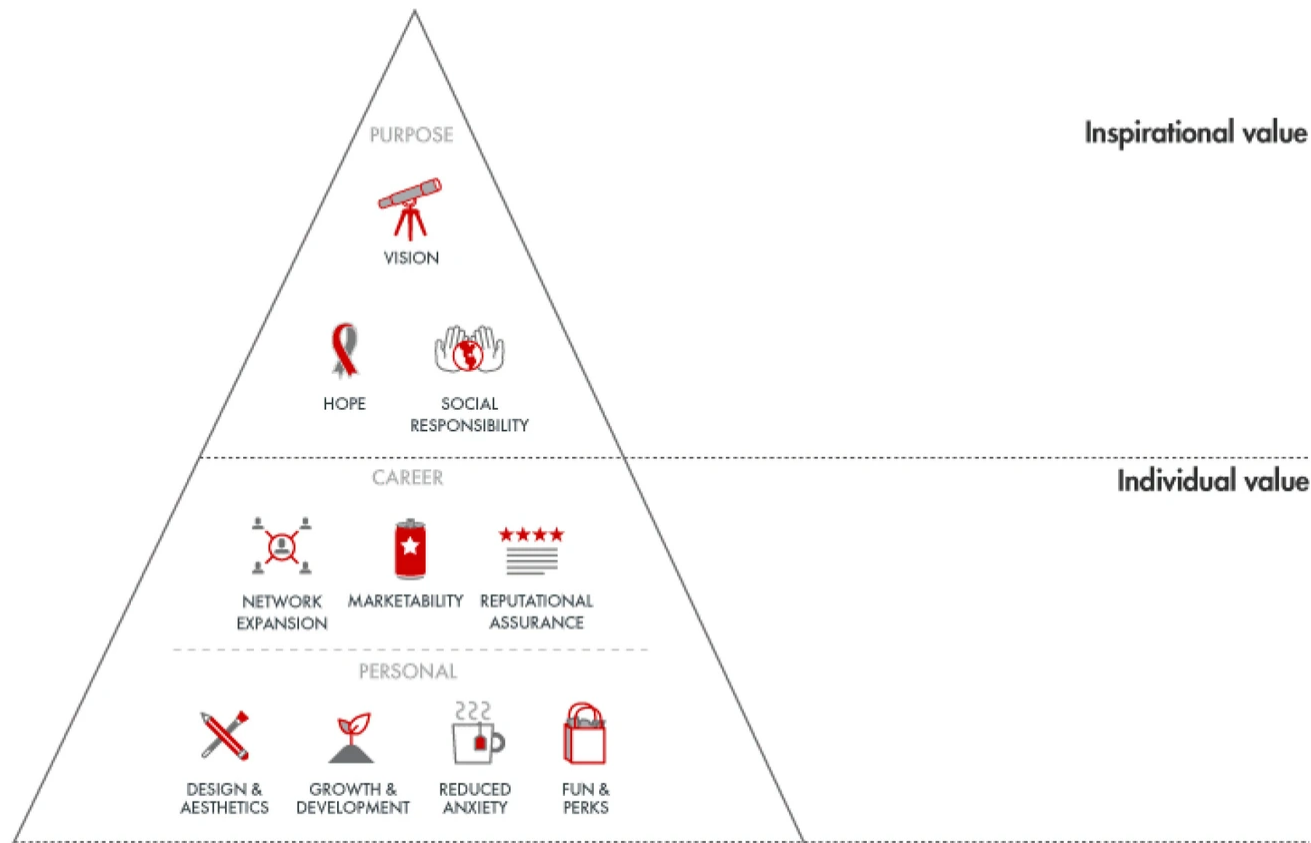 PURPOSE
Inspirational value
VISION
HOPE
SOCIAL
RESPONSIBILITY
CAREER
Individual value
NETWORK
EXPANSION
MARKETABILITY
REPUTATIONAL
ASSURANCE
PERSONAL
DESIGN &
AESTHETICS
GROWTH &
DEVELOPMENT
REDUCED
ANXIETY
FUN &
PERKS